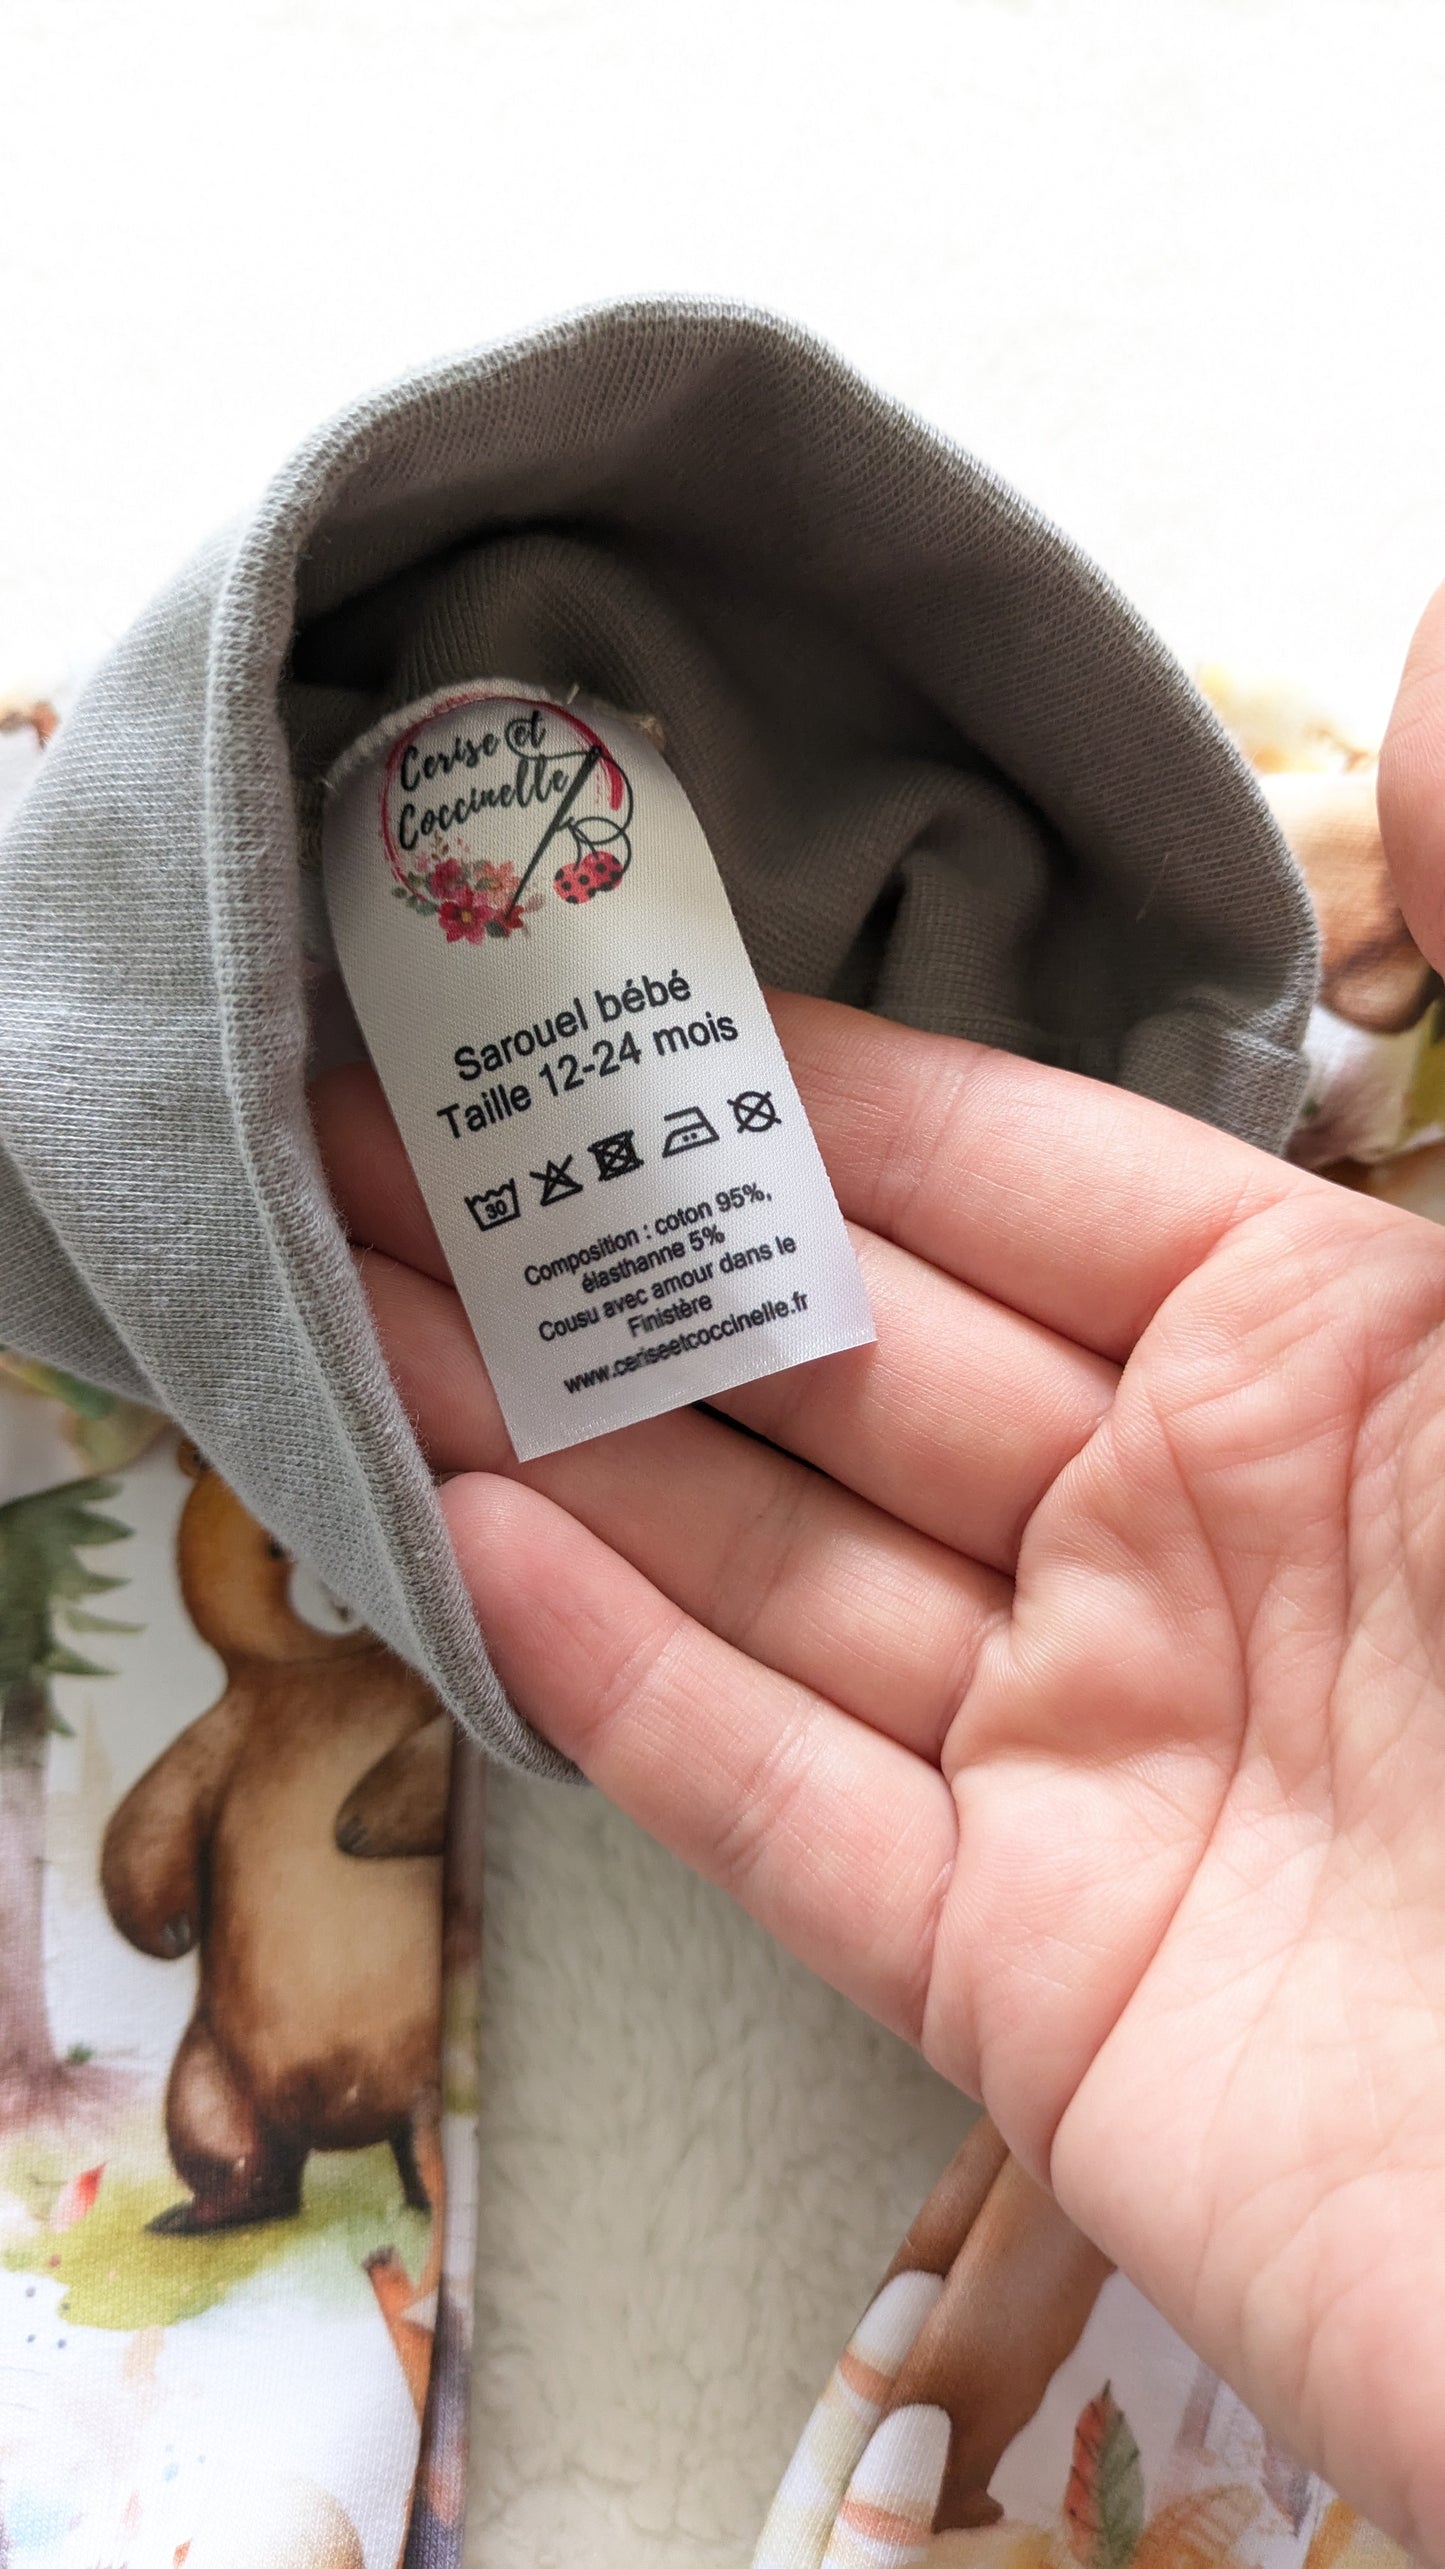 Cerise et
Coccinelle
Sarouel bébé
Taille 12-24 mois
30
Composition : coton 95%,
élasthanne 5%
Cousu avec amour dans le
Finistère
www.ceriseetcoccinelle.fr